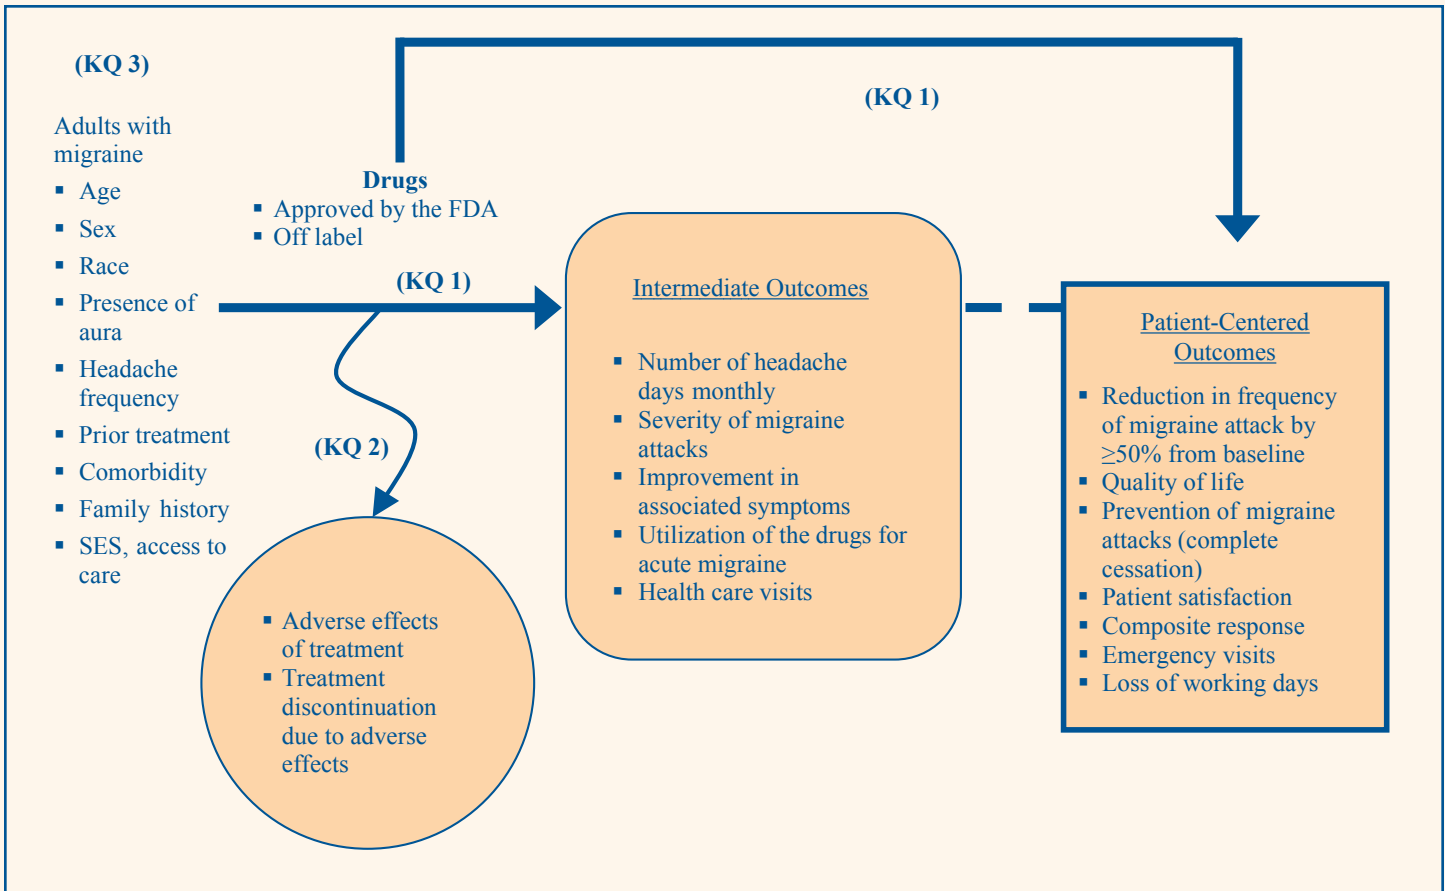 (KQ 3)
Adults with
migraine
▪ Age
▪ Sex
▪ Race
▪ Presence of
aura
▪ Headache
frequency
▪ Prior treatment
▪ Comorbidity
▪ Family history
▪ SES, access to
care
Drugs
▪ Approved by the FDA
▪ Off label
(KQ 1)
(KQ 1)
(KQ 2)
▪ Adverse effects
of treatment
▪ Treatment
discontinuation
due to adverse
effects
Intermediate Outcomes
▪ Number of headache
days monthly
▪ Severity of migraine
attacks
▪ Improvement in
associated symptoms
▪ Utilization of the drugs for
acute migraine
▪ Health care visits
Patient-Centered
Outcomes
▪ Reduction in frequency
of migraine attack by
≥50% from baseline
▪ Quality of life
▪ Prevention of migraine
attacks (complete
cessation)
▪ Patient satisfaction
▪ Composite response
▪ Emergency visits
▪ Loss of working days